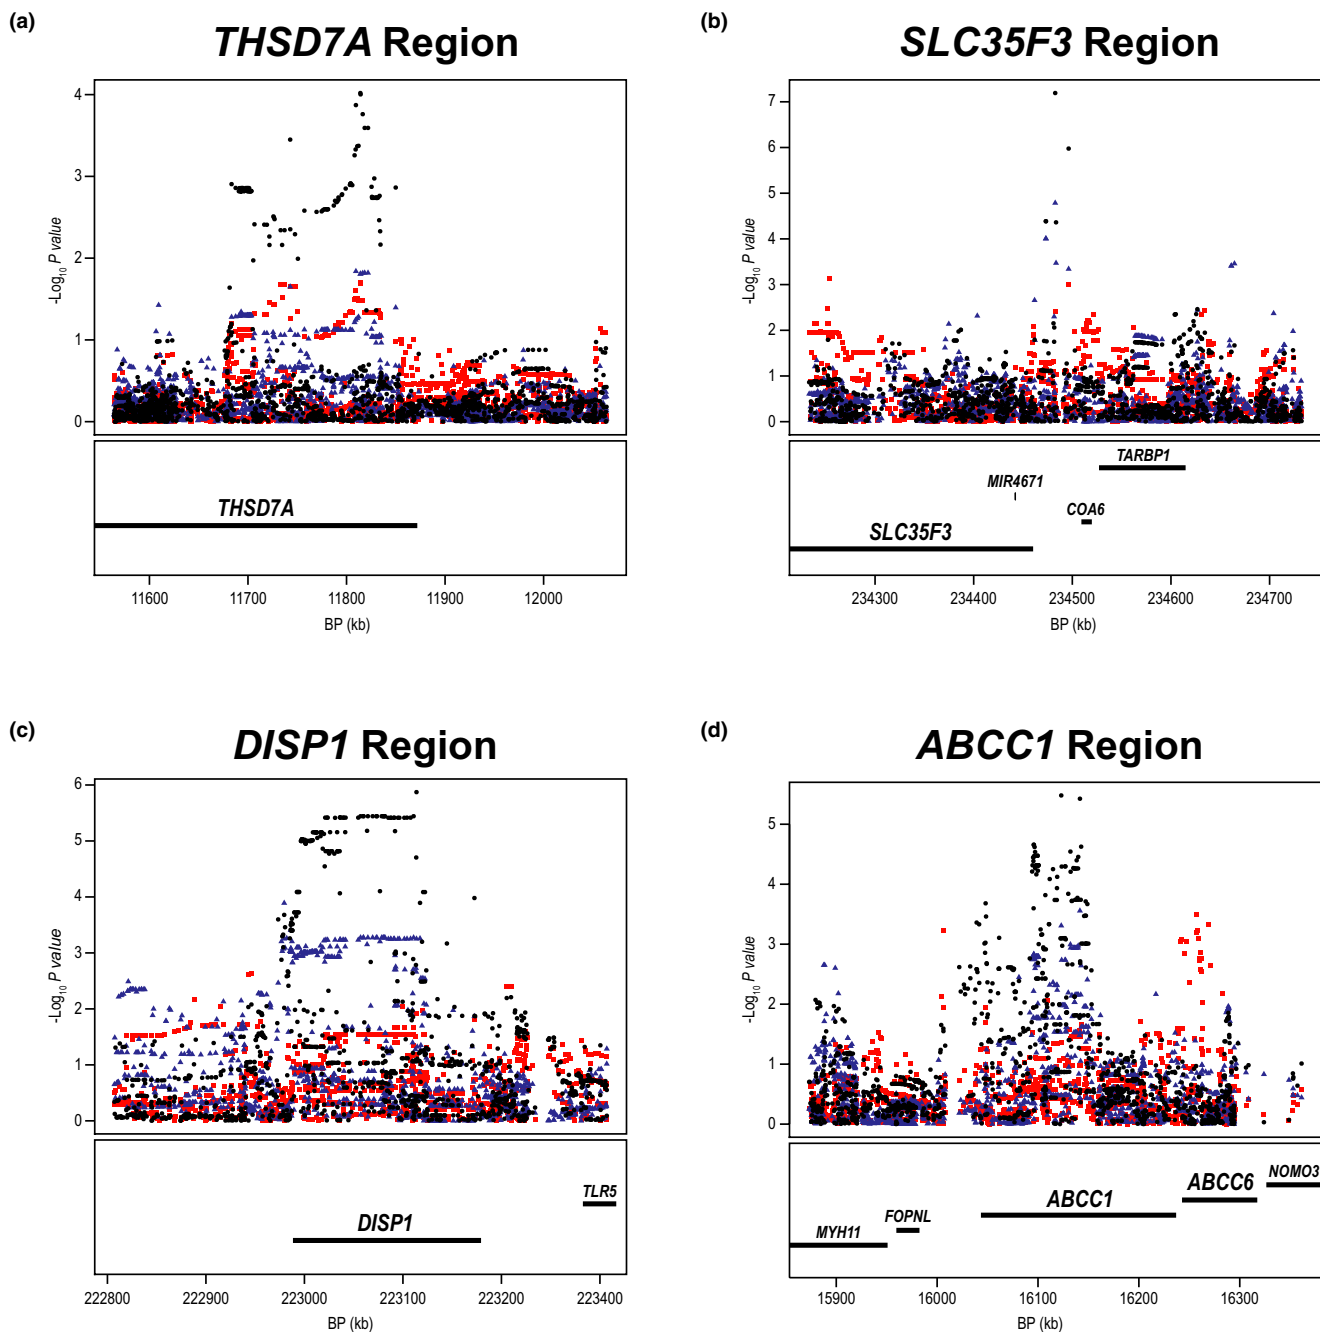 (a)
THSD7A Region
4
3
2
1
0
-Log10 P value
THSD7A
11600 11700 11800 11900 12000
BP (kb)
(b)
SLC35F3 Region
7
6
5
4
3
2
1
0
-Log10 P value
TARBP1
MIR4671
COA6
SLC35F3
234300 234400 234500 234600 234700
BP (kb)
(c)
DISP1 Region
6
5
4
3
2
1
0
-Log10 P value
TLR5
DISP1
222800 222900 223000 223100 223200 223300 223400
BP (kb)
(d)
ABCC1 Region
5
4
3
2
1
0
-Log10 P value
NOMO3
ABCC6
ABCC1
FOPNL
MYH11
15900 16000 16100 16200 16300
BP (kb)